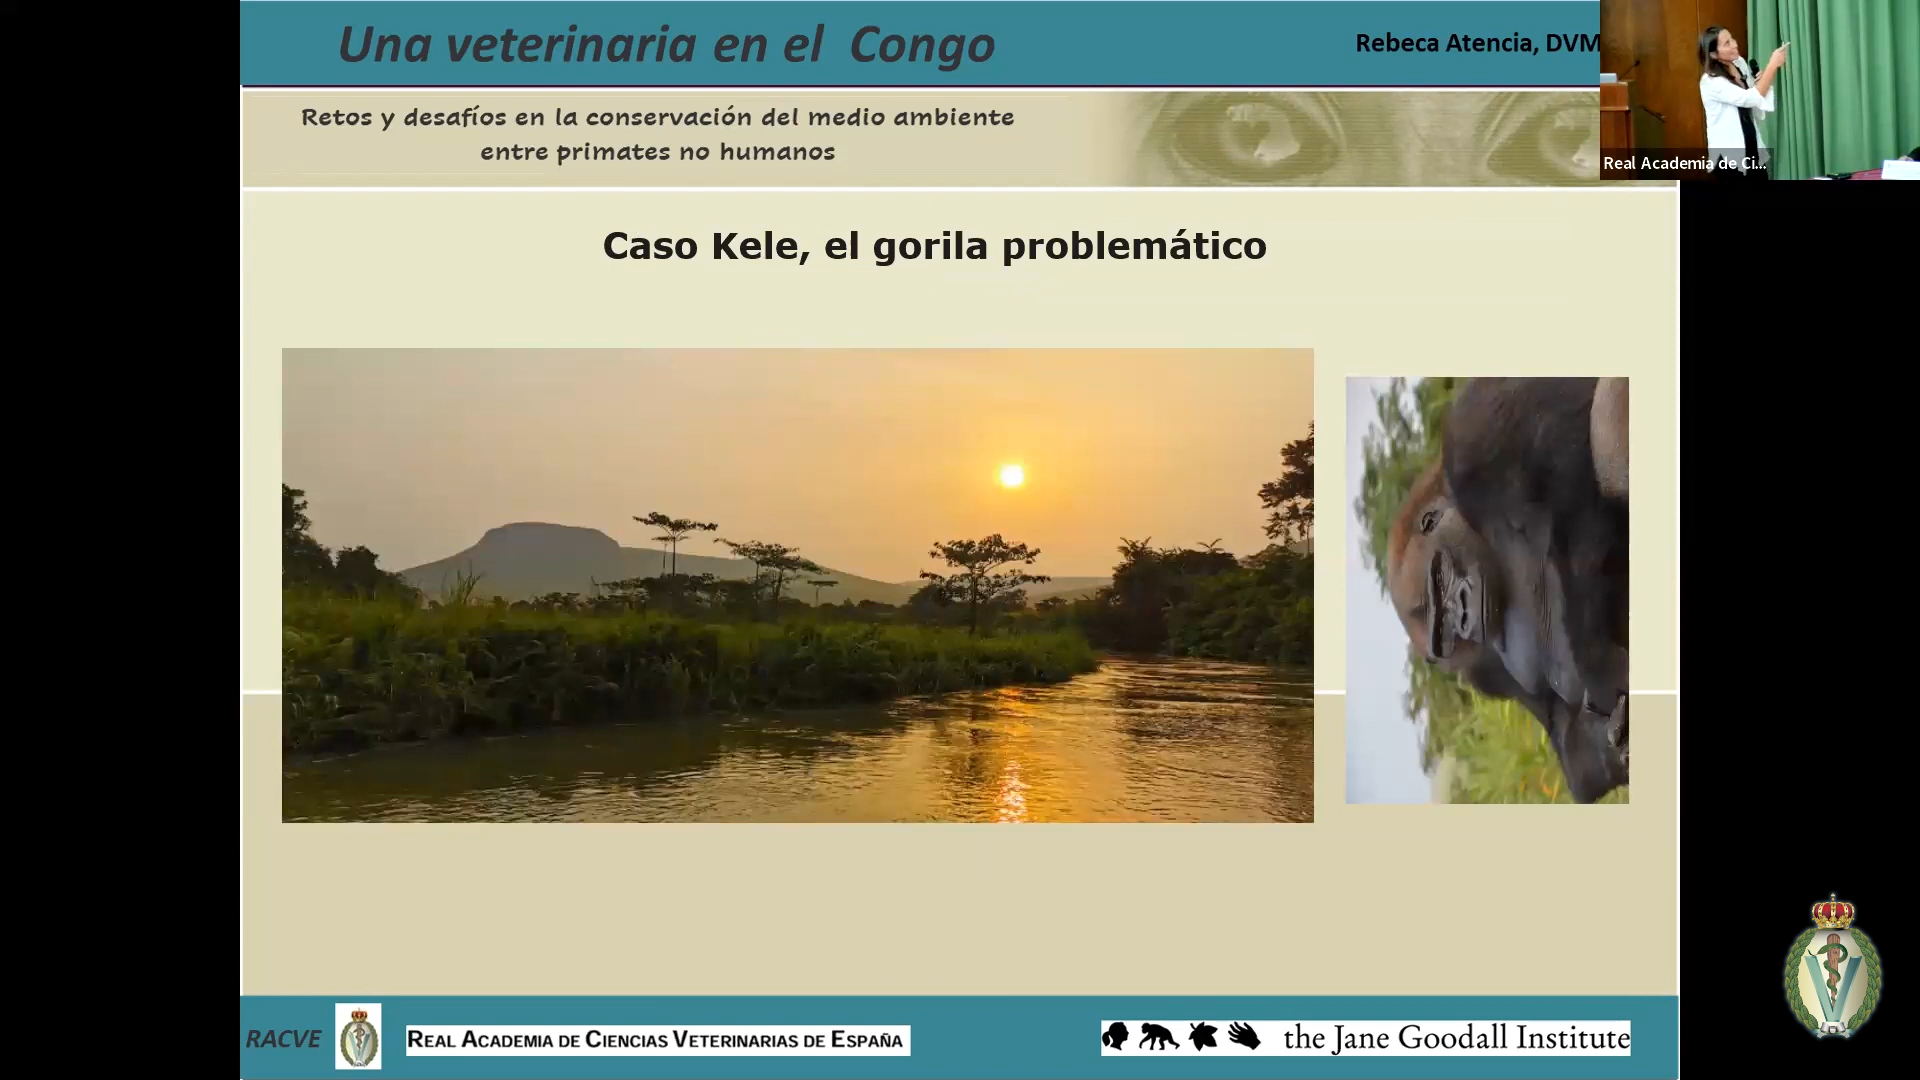 Una veterinaria en el Congo
Rebeca Atencia, DVM
Retos y desafíos en la conservación del medio ambiente
entre primates no humanos
Real Academia de Ci...
Caso Kele, el gorila problemático
RACVE
REAL ACADEMIA DE CIENCIAS VETERINARIAS DE ESPAÑA
the Jane Goodall Institute